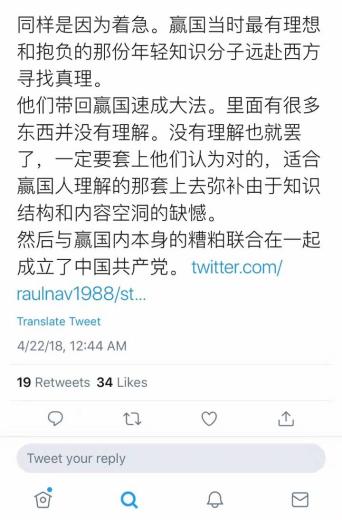 同样是因为着急。赢国当时最有理想
和抱负的那份年轻知识分子远赴西方
寻找真理。
他们带回赢国速成大法。里面有很多
东西并没有理解。没有理解也就罢
了，一定要套上他们认为对的，适合
赢国人理解的那套上去弥补由于知识
结构和内容空洞的缺憾。
然后与赢国内本身的糟粕联合在一起
成立了中国共产党。 twitter.com/
raulnav1988/st...
Translate Tweet
4/22/18, 12:44 AM
19 Retweets 34 Likes
Tweet your reply